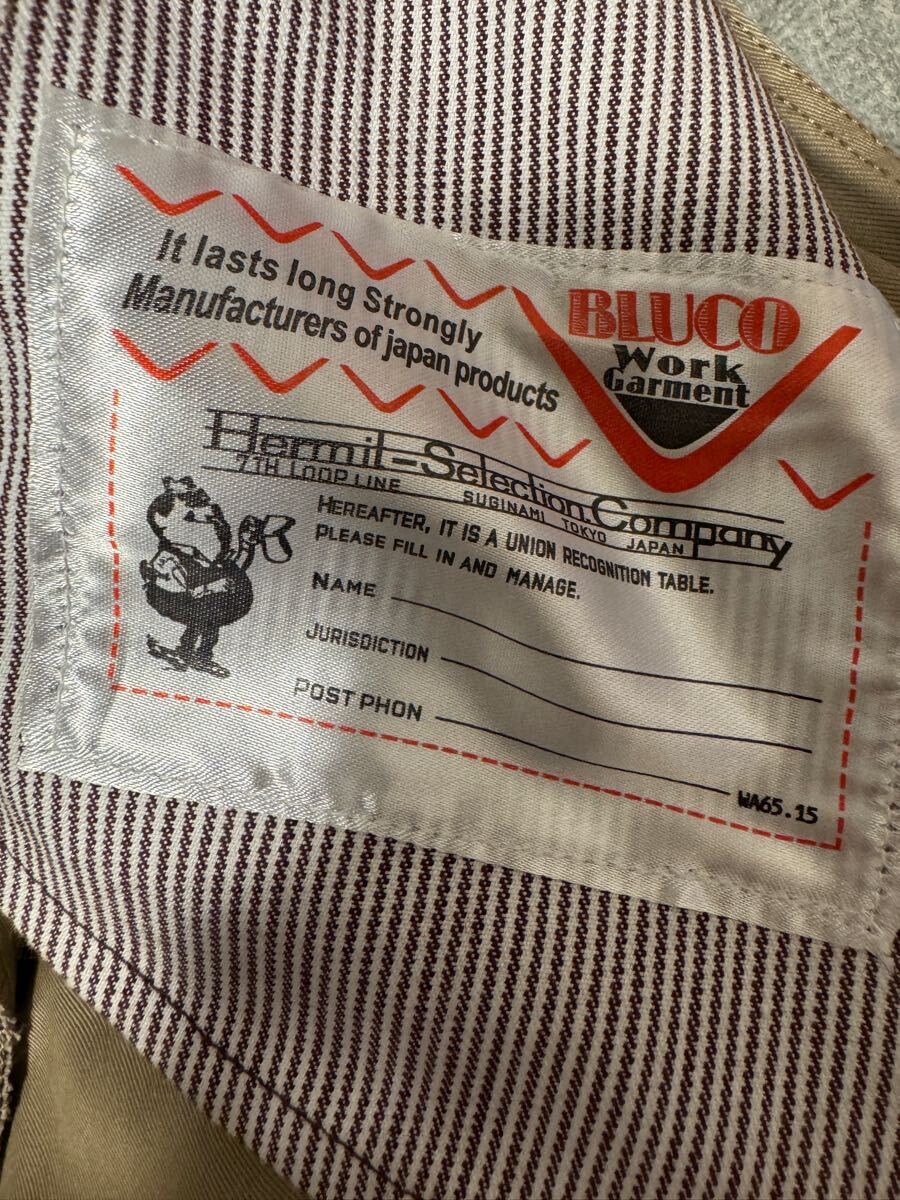 It lasts long Strongly
Manufacturers of japan products
BLUCO
Work
Garment
Hermit-Selection Company
7TH LOOP LINE SUGINAMI TOKYO JAPAN
HEREAFTER, IT IS A UNION RECOGNITION TABLE.
PLEASE FILL IN AND MANAGE.
NAME
JURISDICTION
POST PHON
WA65.15